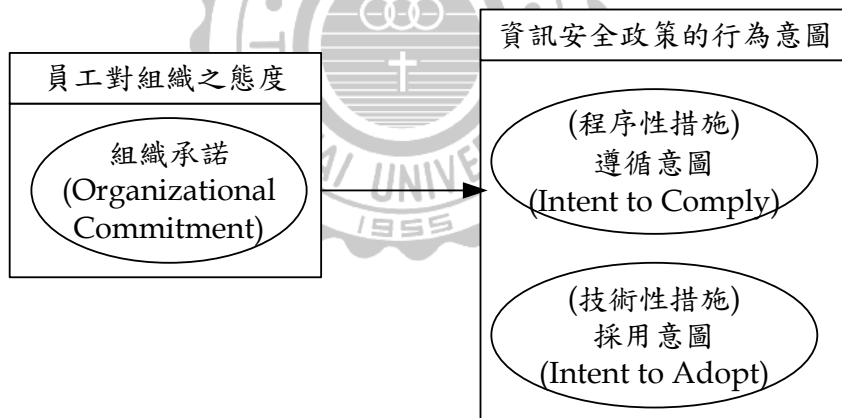 員工對組織之態度
組織承諾
(Organizational
Commitment)
資訊安全政策的行為意圖
(程序性措施)
遵循意圖
(Intent to Comply)
(技術性措施)
採用意圖
(Intent to Adopt)
1955